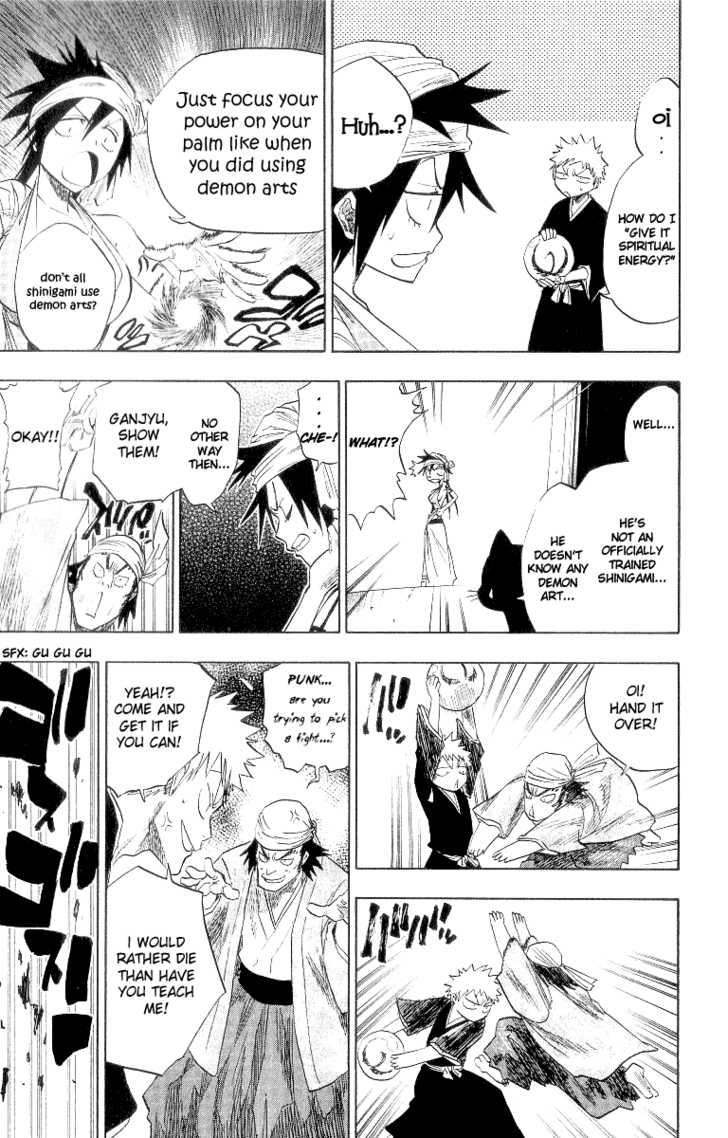 oi
. .
HOW DO I
"GIVE IT
SPIRITUAL
ENERGY?"
Huh...?
Just focus your
power on your
palm like when
you did using
demon arts
don't all
shinigami use
demon arts?
WELL...
HE'S
NOT AN
OFFICIALLY
TRAINED
SHINIGAMI...
HE
DOESN'T
KNOW ANY
DEMON
ART...
WHAT!?
. . .
CHE-!
NO
OTHER
WAY
THEN...
GANJYU,
SHOW
THEM!
OKAY!!
OI!
HAND IT
OVER!
PUNK...
are you
trying to pick
a fight...?
YEAH!?
COME AND
GET IT IF
YOU CAN!
I WOULD
RATHER DIE
THAN HAVE
YOU TEACH
ME!
SFX: GU GU GU